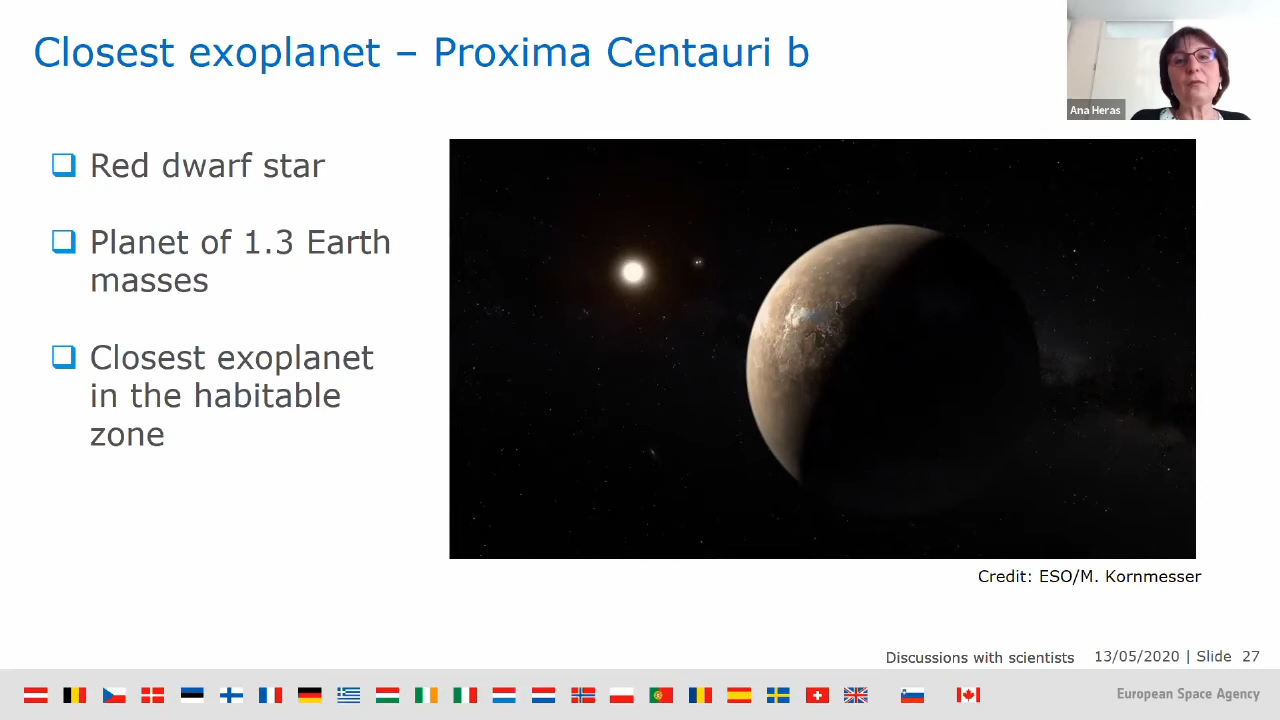 Closest exoplanet – Proxima Centauri b
Ana Heras
Red dwarf star
Planet of 1.3 Earth
masses
Closest exoplanet
in the habitable
zone
Credit: ESO/M. Kornmesser
Discussions with scientists 13/05/2020 | Slide 27
European Space Agency